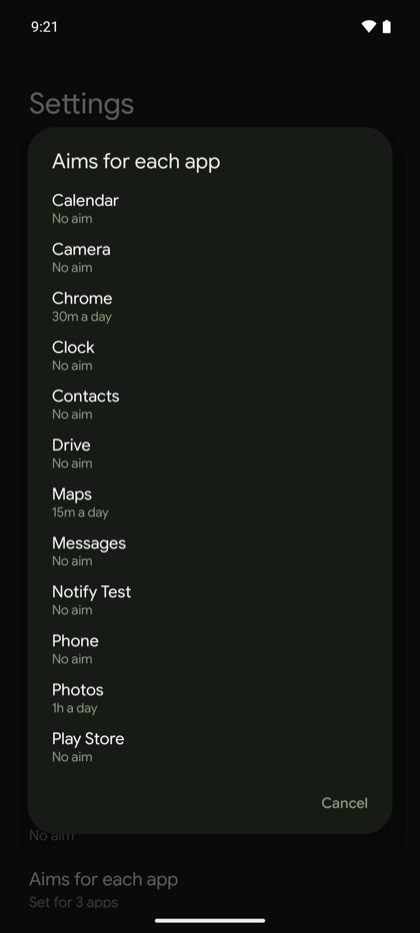 9:21
Settings
Aims for each app
Calendar
No aim
Camera
No aim
Chrome
30m a day
Clock
No aim
Contacts
No aim
Drive
No aim
Maps
15m a day
Messages
No aim
Notify Test
No aim
Phone
No aim
Photos
1h a day
Play Store
No aim
Cancel
No aim
Aims for each app
Set for 3 apps